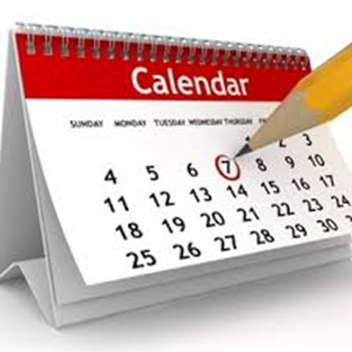 Calendar
SUNDAY MONDAY TUESDAY WEDNESDAY THURSDAY
1 2 3
4 5 6 7 8 9 10
11 12 13 14 15 16 17
18 19 20 21 22 23 24
25 26 27 28 29 30